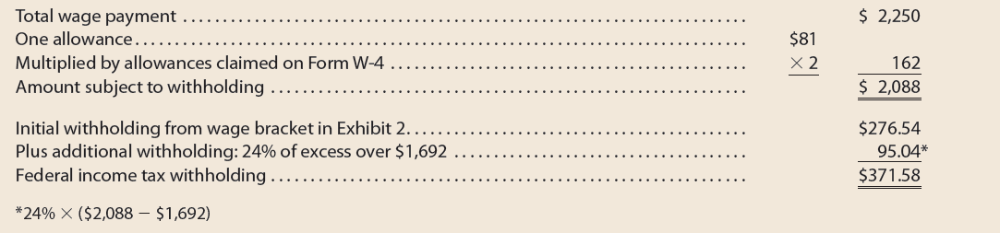 Total wage payment ........................................ $ 2,250
One allowance ........................................ $81
Multiplied by allowances claimed on Form W-4 ........................................ × 2 162
Amount subject to withholding ........................................ $ 2,088
Initial withholding from wage bracket in Exhibit 2. ........................................ $276.54
Plus additional withholding: 24% of excess over $1,692 ........................................ 95.04*
Federal income tax withholding ........................................ $371.58
*24% × ($2,088 − $1,692)